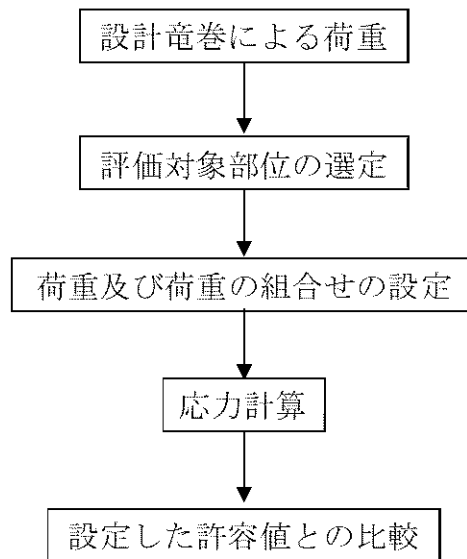 設計竜巻による荷重
評価対象部位の選定
荷重及び荷重の組合せの設定
応力計算
設定した許容値との比較